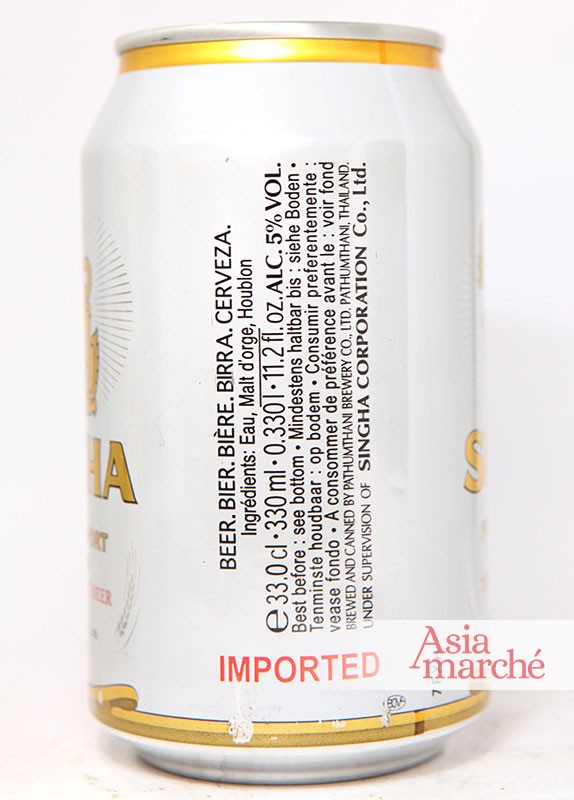 BEER. BIER. BIÈRE. BIRRA. CERVEZA.
Ingrédients: Eau, Malt d'orge, Houblon
℮ 33.0 cl • 330 ml • 0.330 l • 11.2 fl. oz. ALC. 5% VOL.
Best before : see bottom • Mindestens haltbar bis : siehe Boden •
Tenminste houdbaar : op bodem • Consumir preferentemente :
vease fondo • A consommer de préférence avant le : voir fond
BREWED AND CANNED BY PATHUMTHANI BREWERY CO., LTD. PATHUMTHANI, THAILAND.
UNDER SUPERVISION OF SINGHA CORPORATION Co., Ltd.
IMPORTED
HA
BEER
S
BOVA
Asia
marché